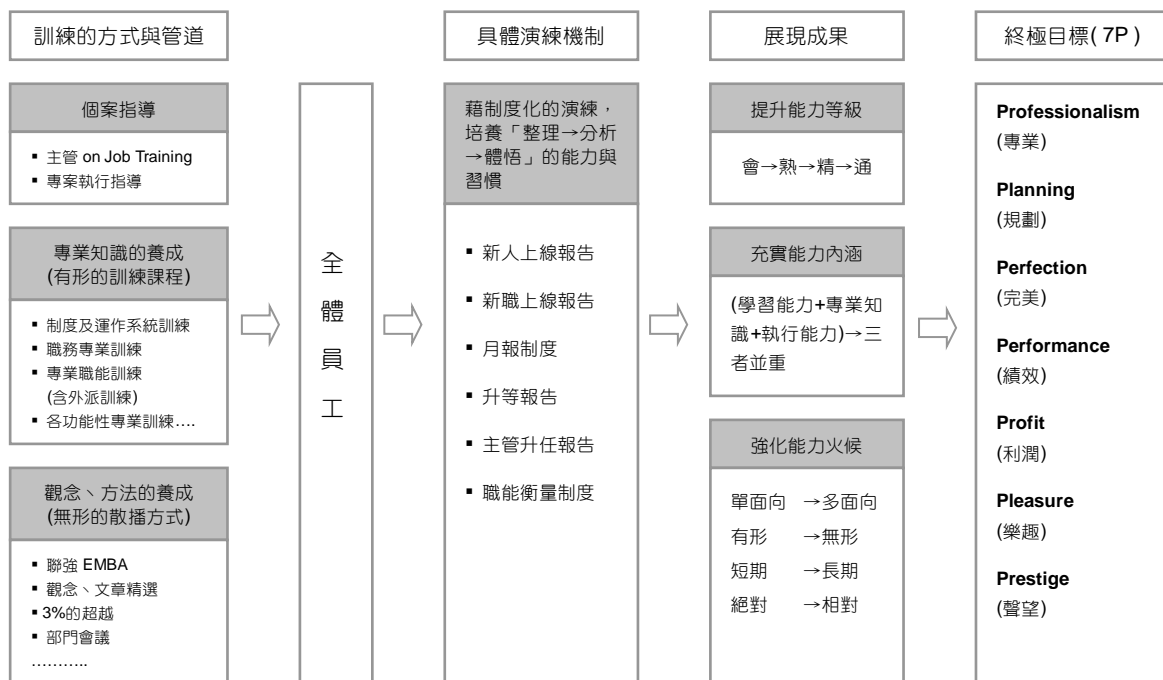 訓練的方式與管道
個案指導
▪ 主管 on Job Training
▪ 專案執行指導
專業知識的養成
(有形的訓練課程)
▪ 制度及運作系統訓練
▪ 職務專業訓練
▪ 專業職能訓練
(含外派訓練)
▪ 各功能性專業訓練....
觀念、方法的養成
(無形的散播方式)
▪ 聯強 EMBA
▪ 觀念、文章精選
▪ 3%的超越
▪ 部門會議
...........
全
體
員
工
具體演練機制
藉制度化的演練，
培養「整理→分析
→體悟」的能力與
習慣
▪ 新人上線報告
▪ 新職上線報告
▪ 月報制度
▪ 升等報告
▪ 主管升任報告
▪ 職能衡量制度
展現成果
提升能力等級
會→熟→精→通
充實能力內涵
(學習能力+專業知
識+執行能力)→三
者並重
強化能力火候
單面向 →多面向
有形 →無形
短期 →長期
絕對 →相對
終極目標( 7P )
Professionalism
(專業)
Planning
(規劃)
Perfection
(完美)
Performance
(績效)
Profit
(利潤)
Pleasure
(樂趣)
Prestige
(聲望)